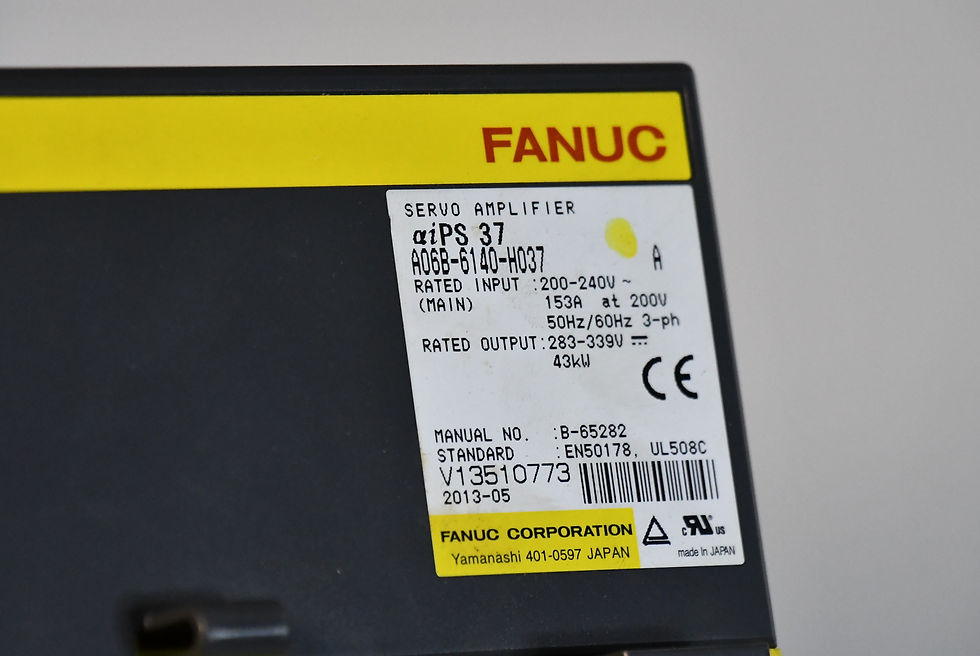 FANUC
SERVO AMPLIFIER
αiPS 37
A06B-6140-H037
A
RATED INPUT :200-240V ~
(MAIN) 153A at 200V
50Hz/60Hz 3-ph
RATED OUTPUT:283-339V ⎓
43kW
CE
MANUAL NO. :B-65282
STANDARD :EN50178, UL508C
V13510773
2013-05
FANUC CORPORATION
Yamanashi 401-0597 JAPAN
c RU® US
made in JAPAN